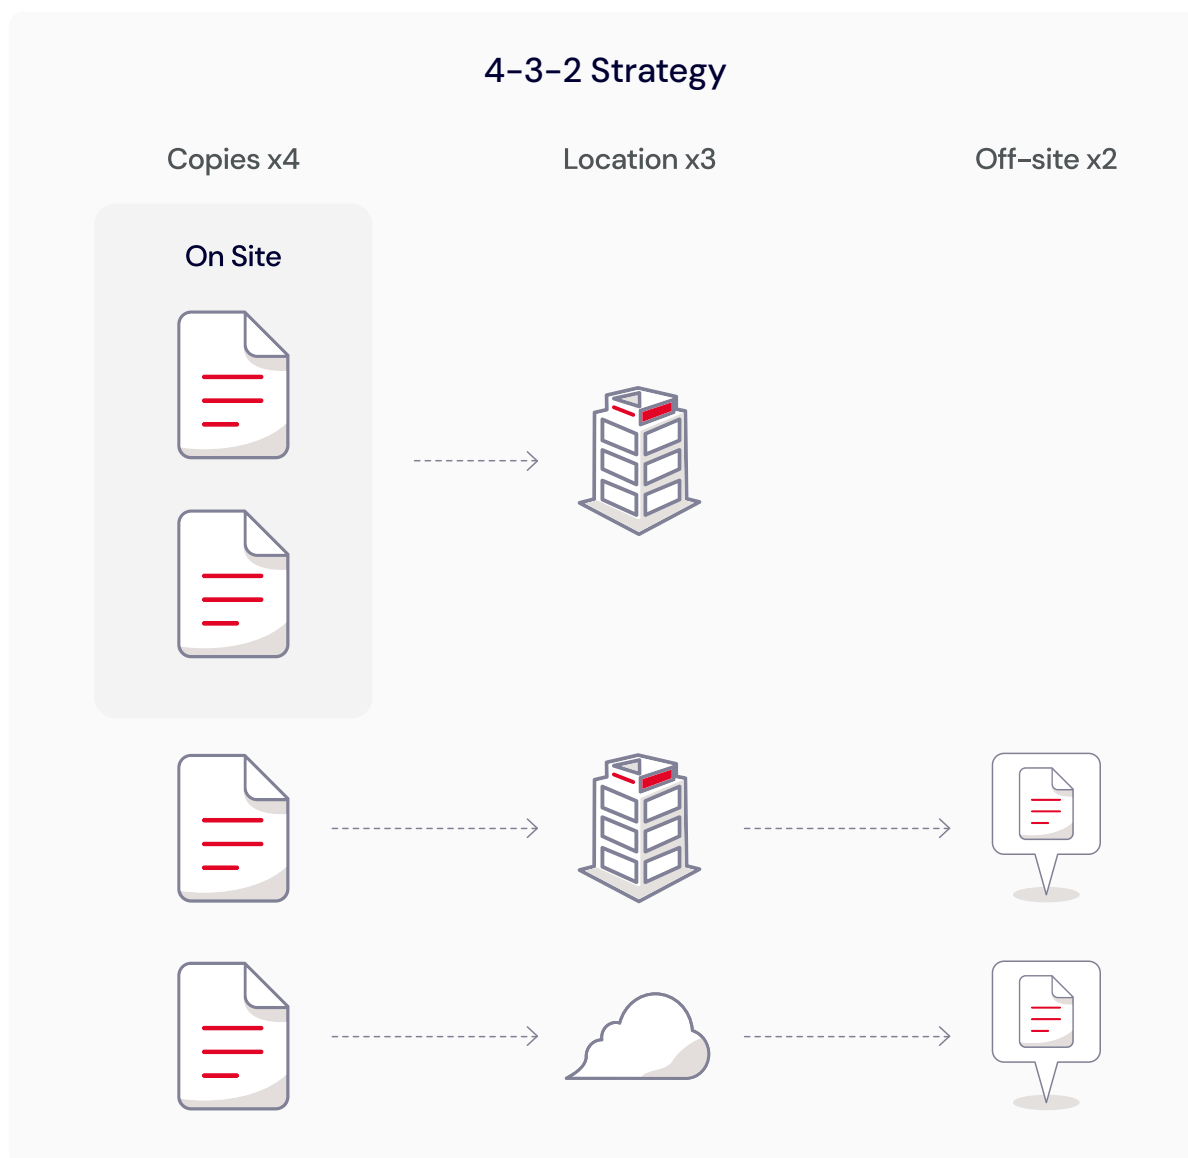 4-3-2 Strategy
Copies x4
Location x3
Off-site x2
On Site